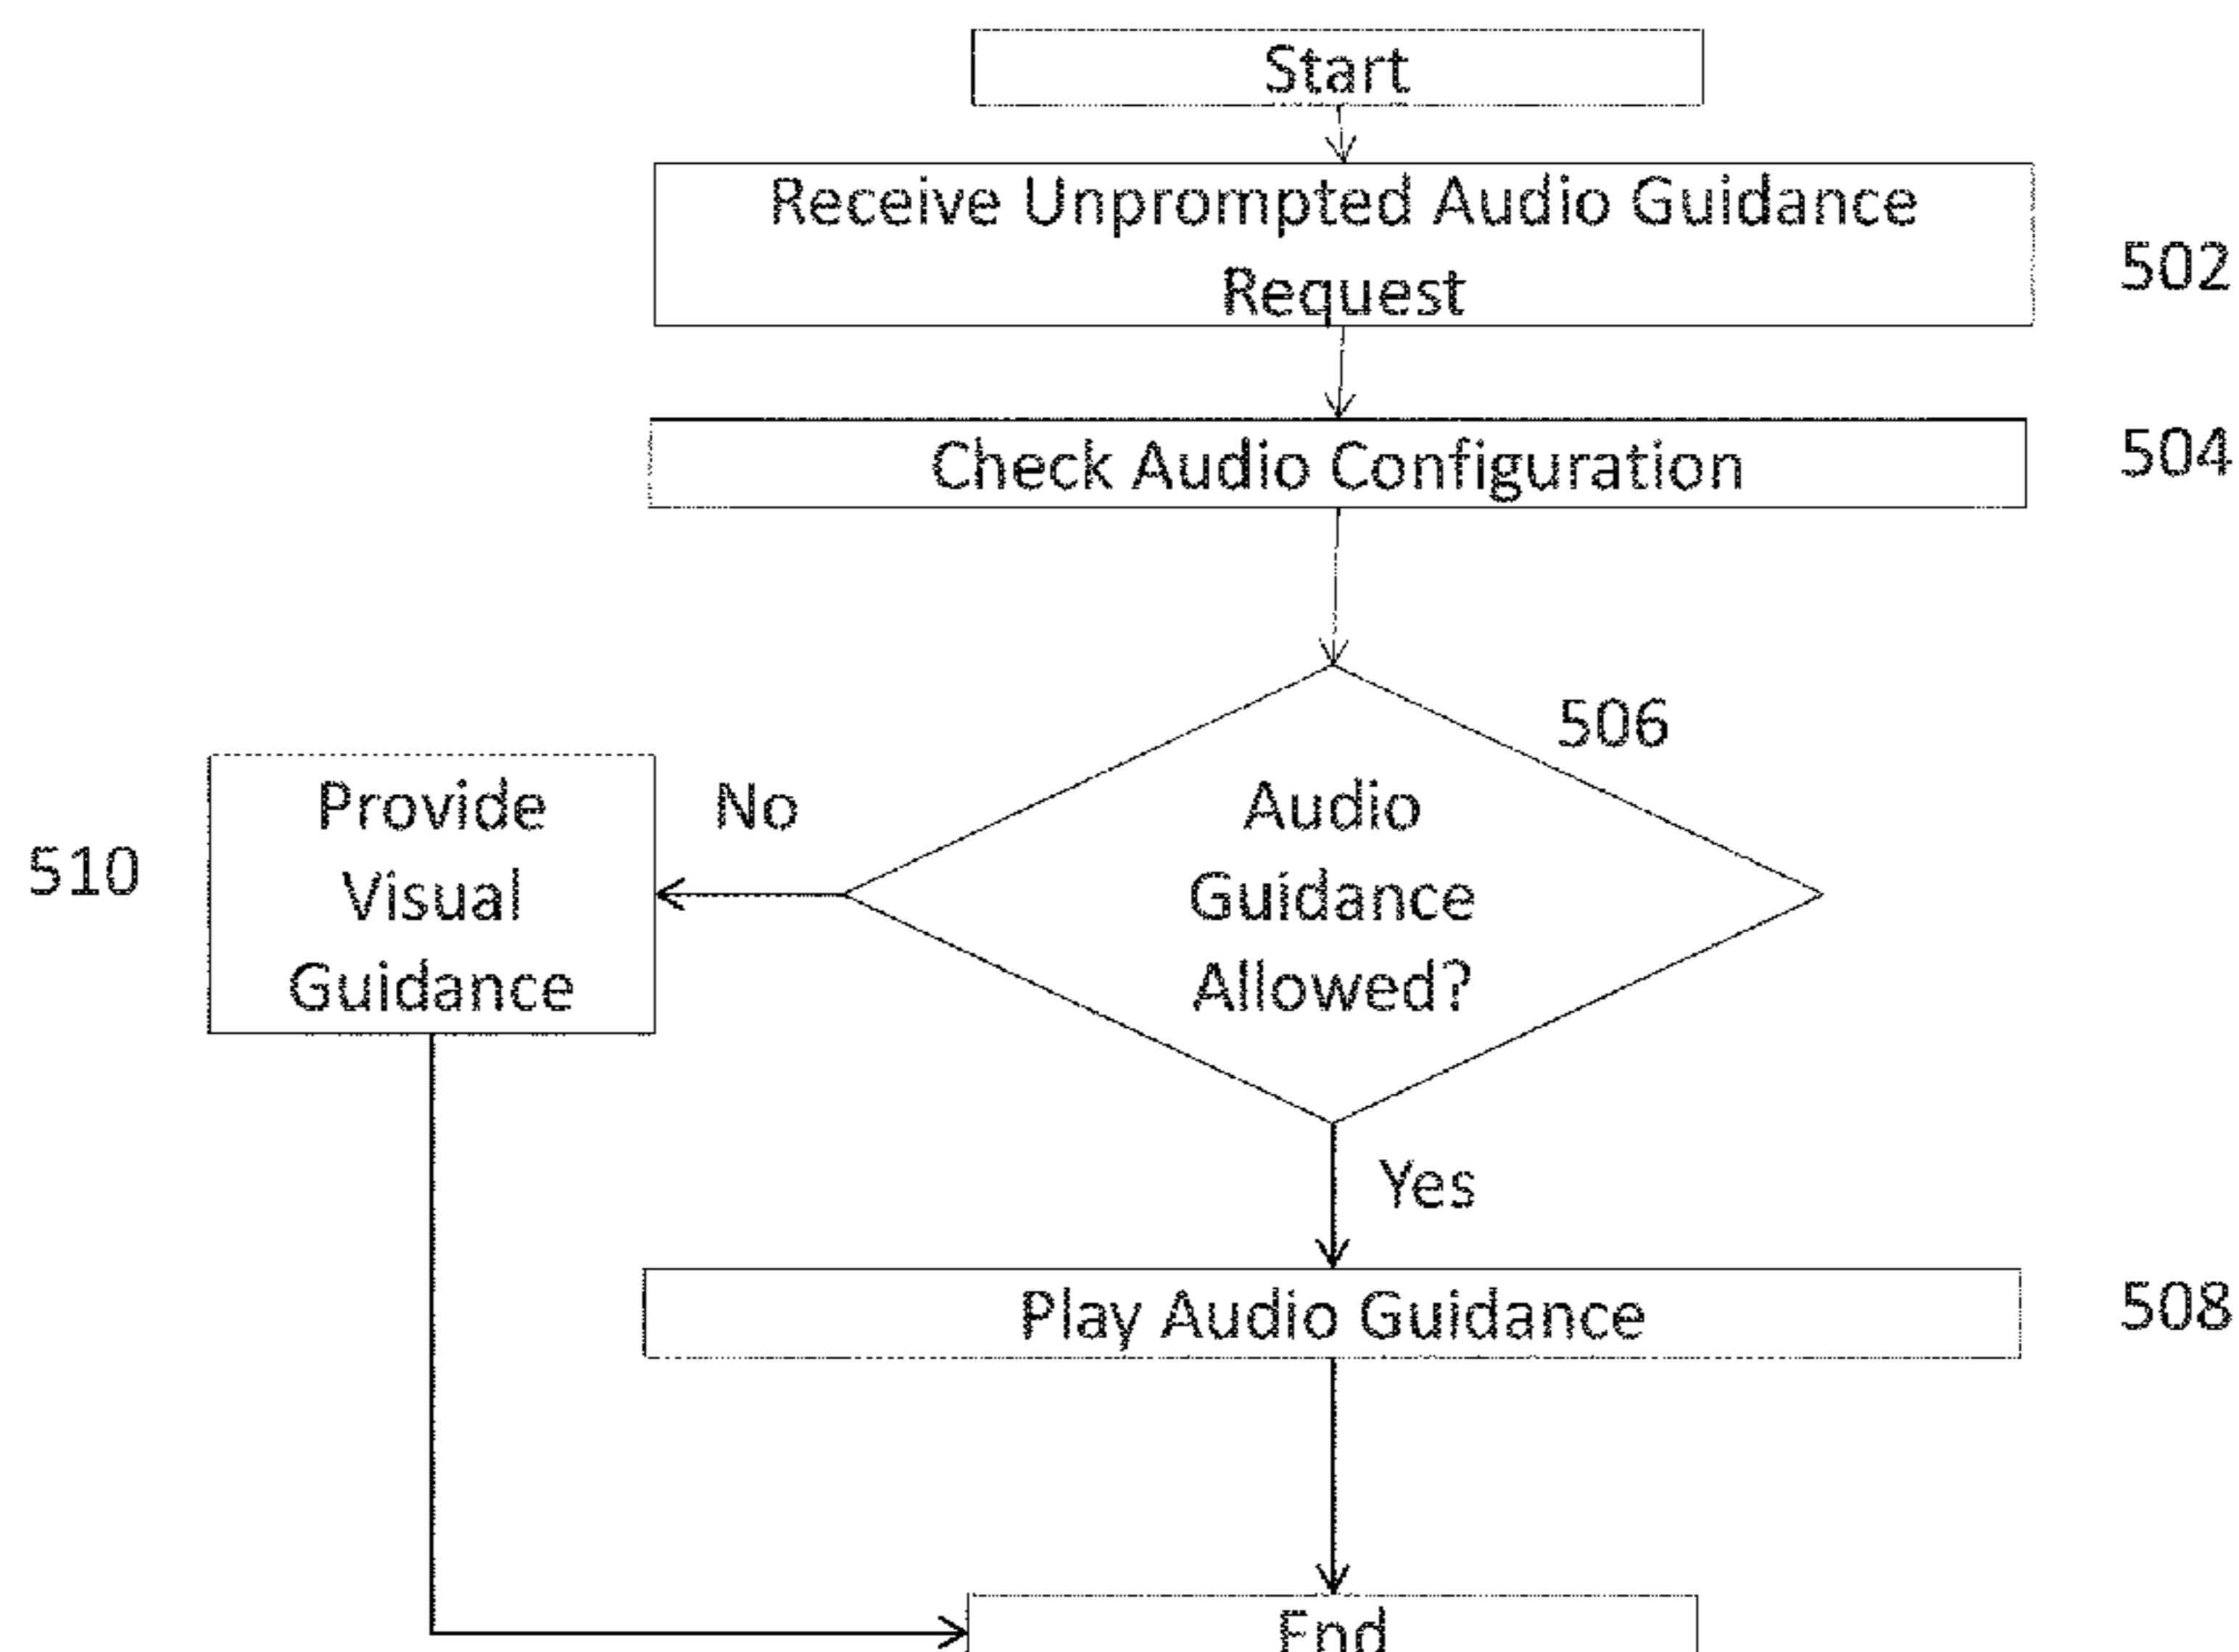 Start
Receive Unprompted Audio Guidance
Request
502
Check Audio Configuration
504
506
Audio
Guidance
Allowed?
No
Provide
Visual
Guidance
510
Yes
Play Audio Guidance
508
End